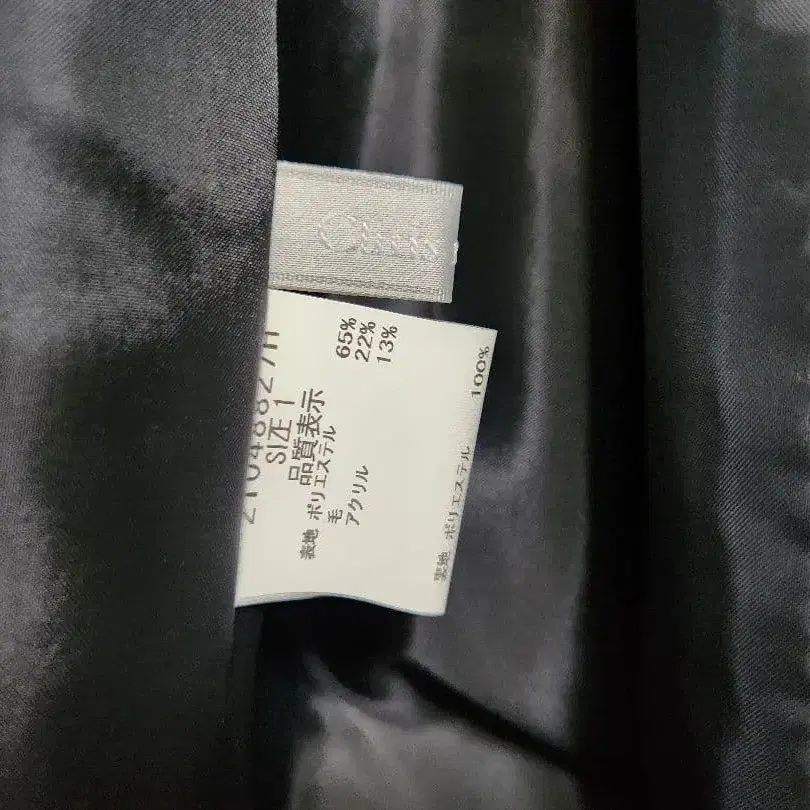 SIZE 1
品質表示
表地 ポリエステル 65%
毛 22%
アクリル 13%
裏地 ポリエステル 100%